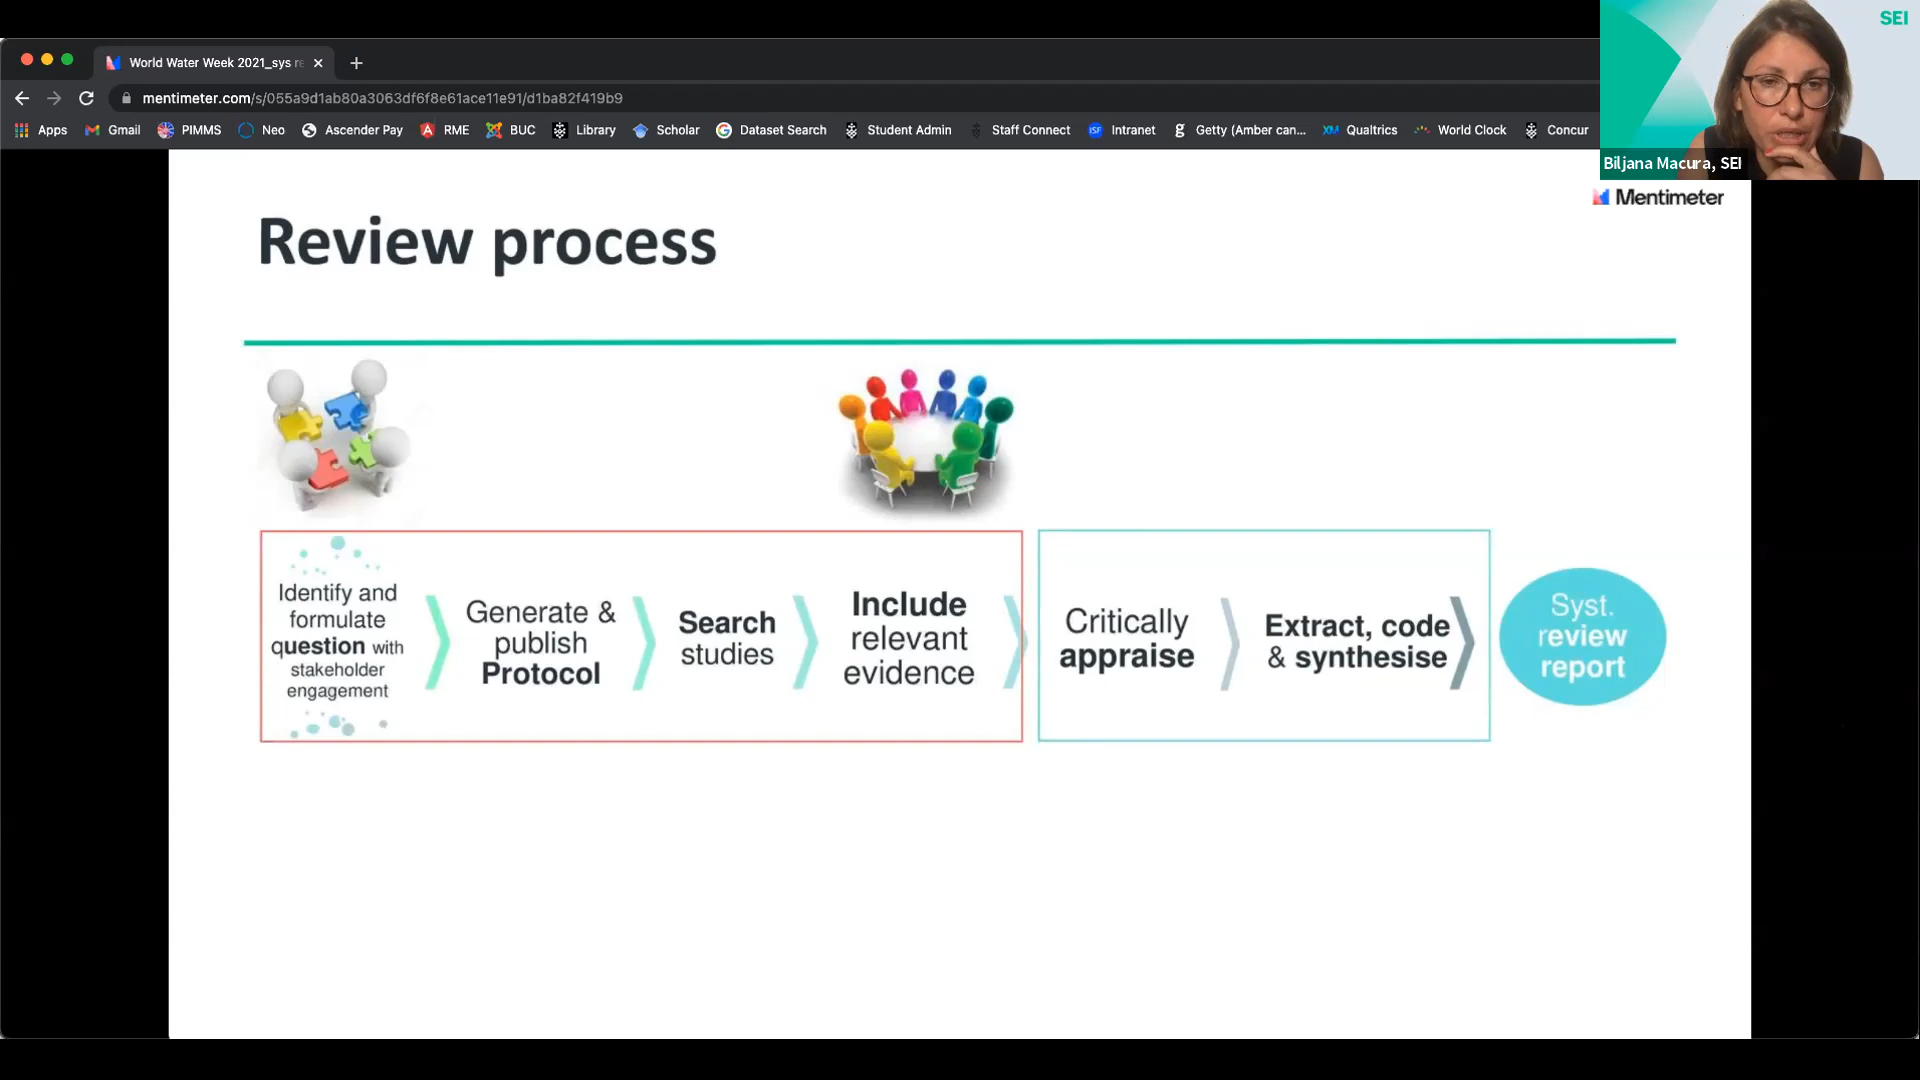 SEI
World Water Week 2021_sys re
mentimeter.com/s/055a9d1ab80a3063df6f8e61ace11e91/d1ba82f419b9
Apps Gmail PIMMS Neo Ascender Pay RME BUC Library Scholar Dataset Search Student Admin Staff Connect Intranet Getty (Amber can... Qualtrics World Clock Concur
Biljana Macura, SEI
Mentimeter
Review process
Identify and
formulate
question with
stakeholder
engagement
Generate &
publish
Protocol
Search
studies
Include
relevant
evidence
Critically
appraise
Extract, code
& synthesise
Syst.
review
report